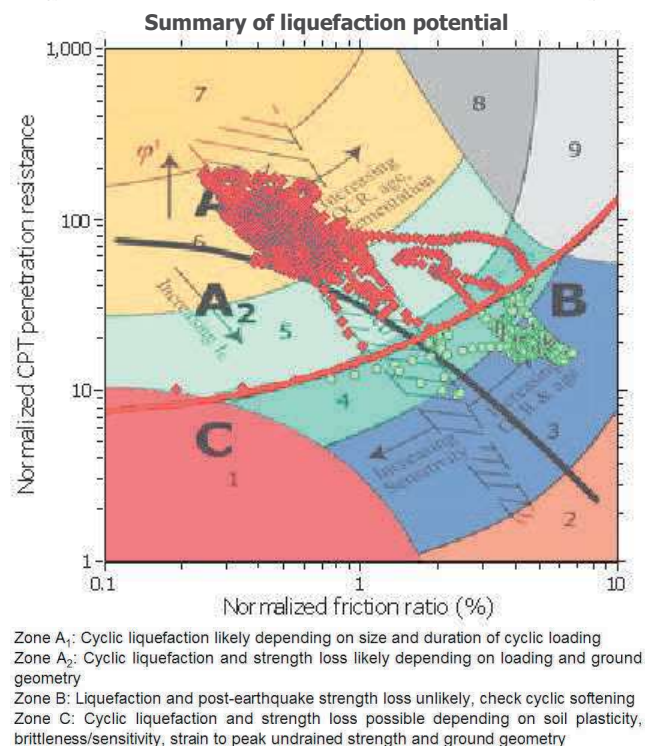 Summary of liquefaction potential
1,000
7
8
9
φ'
Increasing
OCR, age,
cementation
Normalized CPT penetration resistance
100
A
6
A2
B
Increasing
5
10
4
Increasing
OCR & age
C
3
Increasing
Sensitivity
1
2
1
0.1
1
10
Normalized friction ratio (%)
Zone A1: Cyclic liquefaction likely depending on size and duration of cyclic loading
Zone A2: Cyclic liquefaction and strength loss likely depending on loading and ground
geometry
Zone B: Liquefaction and post-earthquake strength loss unlikely, check cyclic softening
Zone C: Cyclic liquefaction and strength loss possible depending on soil plasticity,
brittleness/sensitivity, strain to peak undrained strength and ground geometry